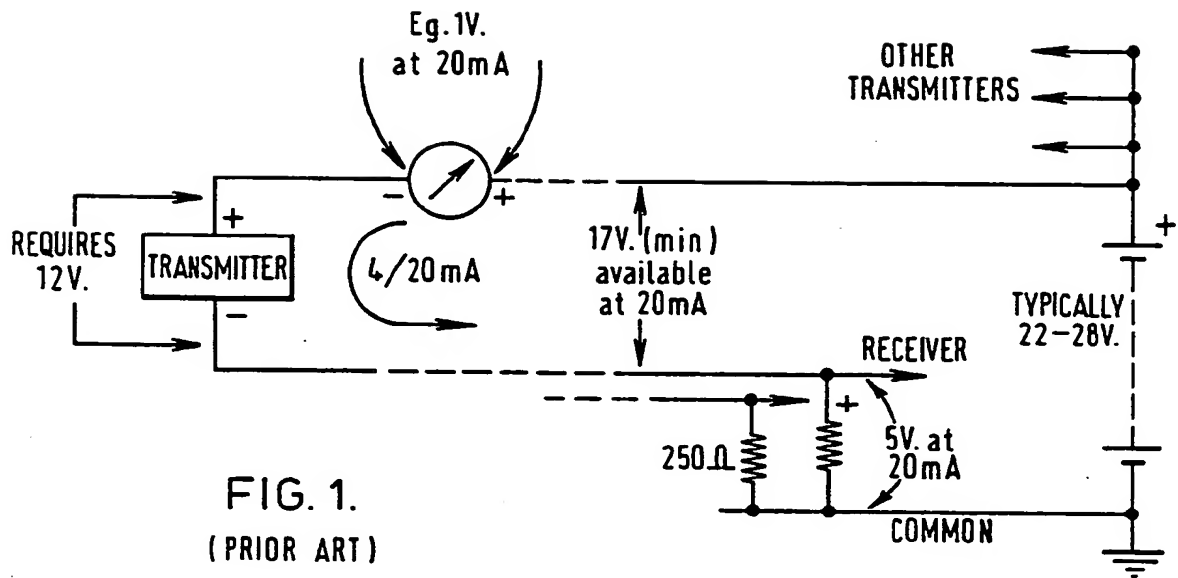 Eg. 1V.
at 20mA
OTHER
TRANSMITTERS
- +
+
REQUIRES
12V.
+
TRANSMITTER
-
4/20mA
17V. (min)
available
at 20mA
TYPICALLY
22-28V.
RECEIVER
+
250Ω
5V. at
20mA
COMMON
FIG. 1.
(PRIOR ART)